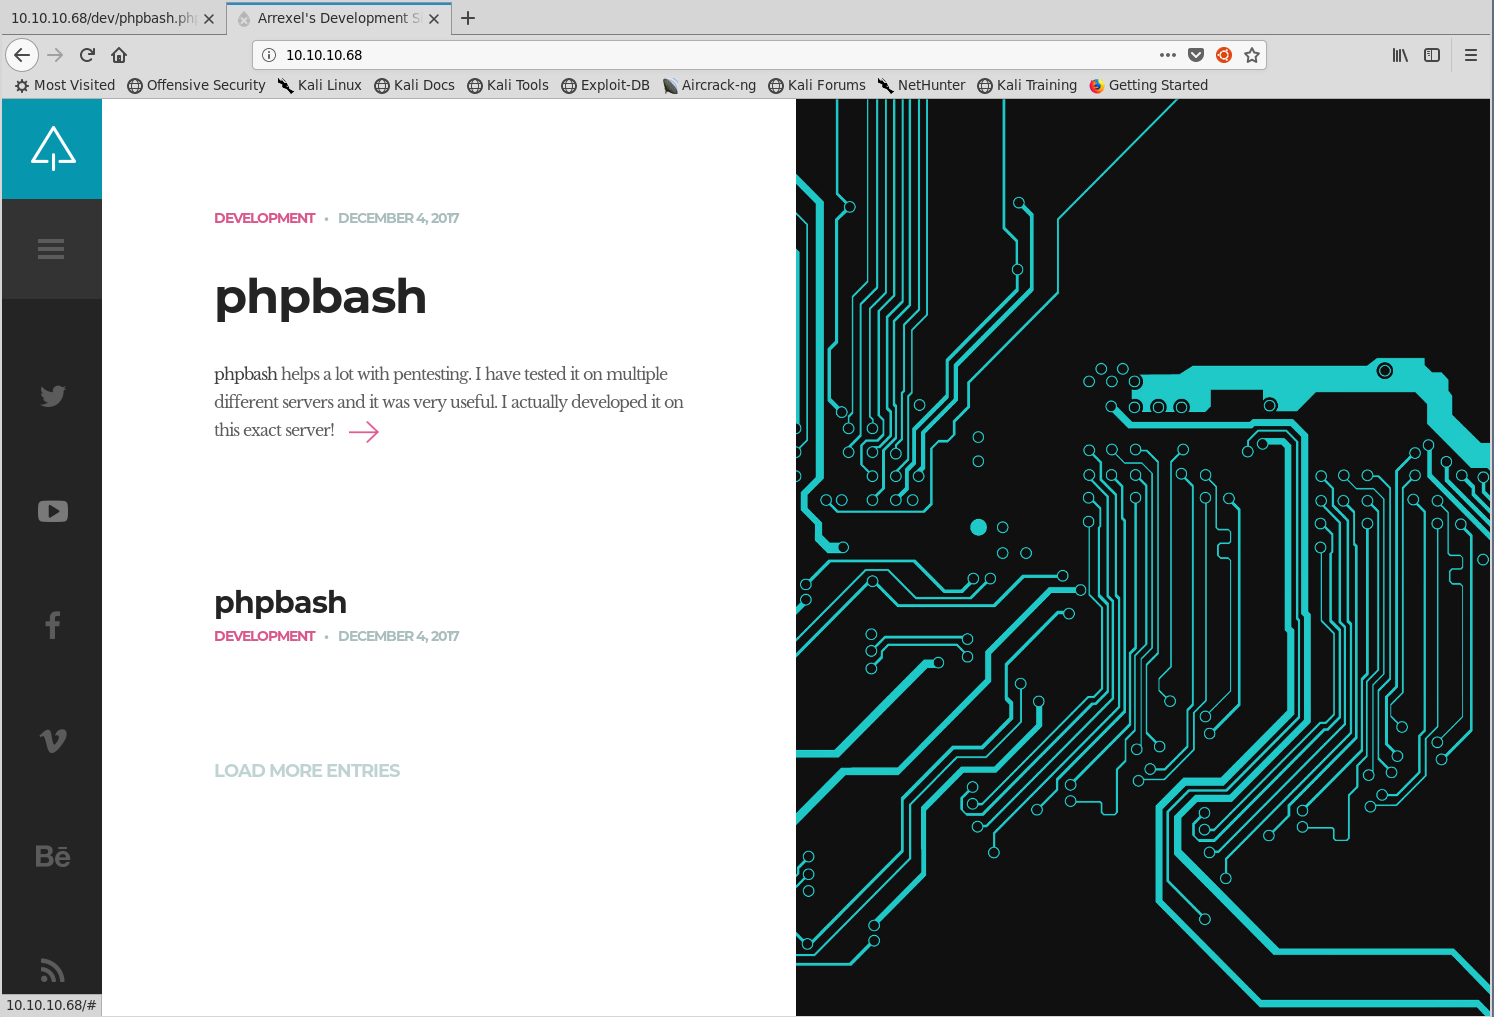 10.10.10.68/dev/phpbash.php
Arrexel's Development S
10.10.10.68
Most Visited Offensive Security Kali Linux Kali Docs Kali Tools Exploit-DB Aircrack-ng Kali Forums NetHunter Kali Training Getting Started
DEVELOPMENT • DECEMBER 4, 2017
phpbash
phpbash helps a lot with pentesting. I have tested it on multiple
different servers and it was very useful. I actually developed it on
this exact server!
phpbash
DEVELOPMENT • DECEMBER 4, 2017
LOAD MORE ENTRIES
Bē
10.10.10.68/#